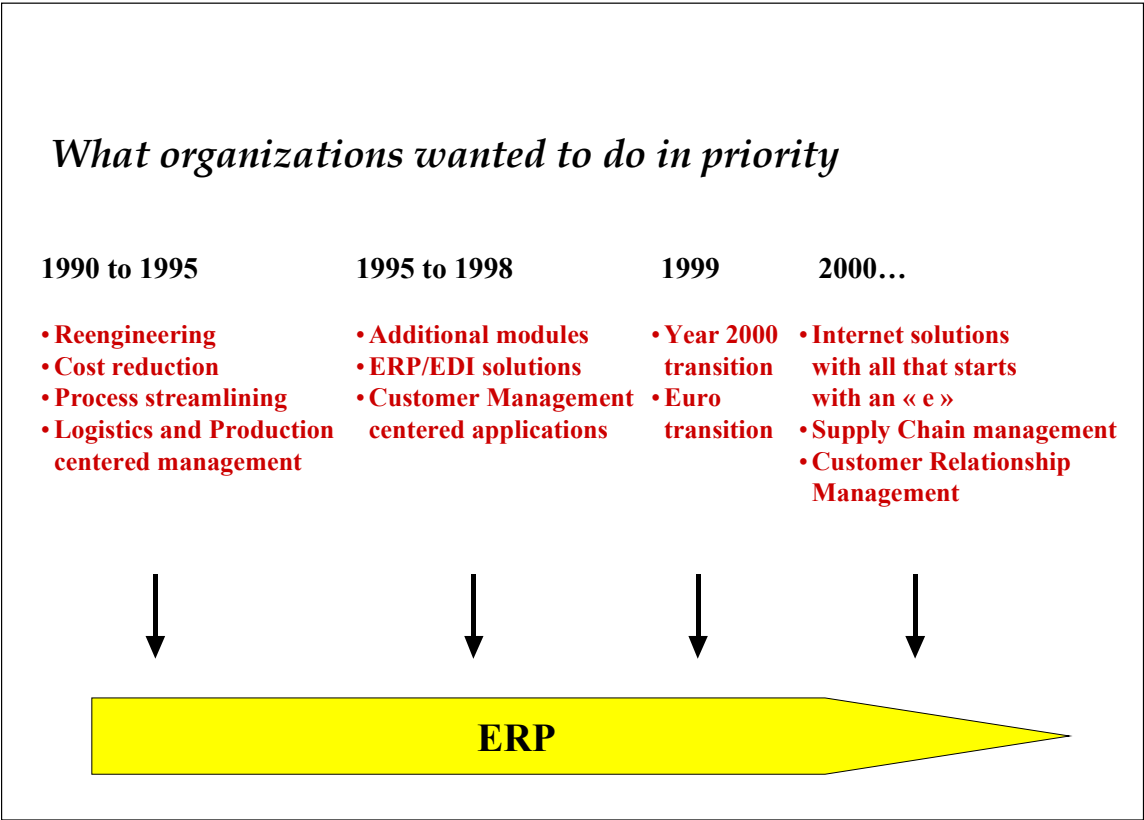 What organizations wanted to do in priority
1990 to 1995
• Reengineering
• Cost reduction
• Process streamlining
• Logistics and Production
centered management
1995 to 1998
• Additional modules
• ERP/EDI solutions
• Customer Management
centered applications
1999
• Year 2000
transition
• Euro
transition
2000…
• Internet solutions
with all that starts
with an « e »
• Supply Chain management
• Customer Relationship
Management
ERP